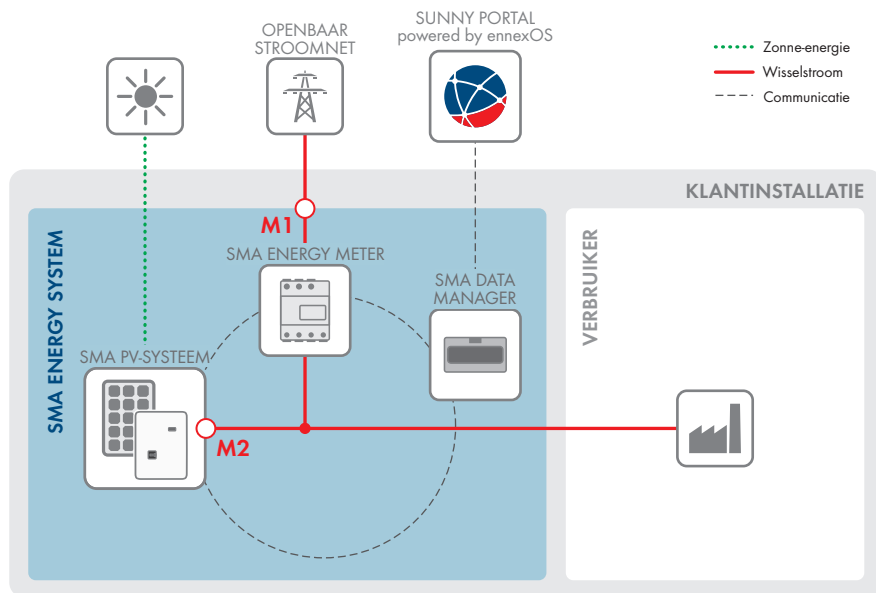 OPENBAAR
STROOMNET
SUNNY PORTAL
powered by ennexOS
Zonne-energie
Wisselstroom
Communicatie
KLANTINSTALLATIE
SMA ENERGY SYSTEM
M1
SMA ENERGY METER
SMA DATA
MANAGER
SMA PV-SYSTEEM
M2
VERBRUIKER